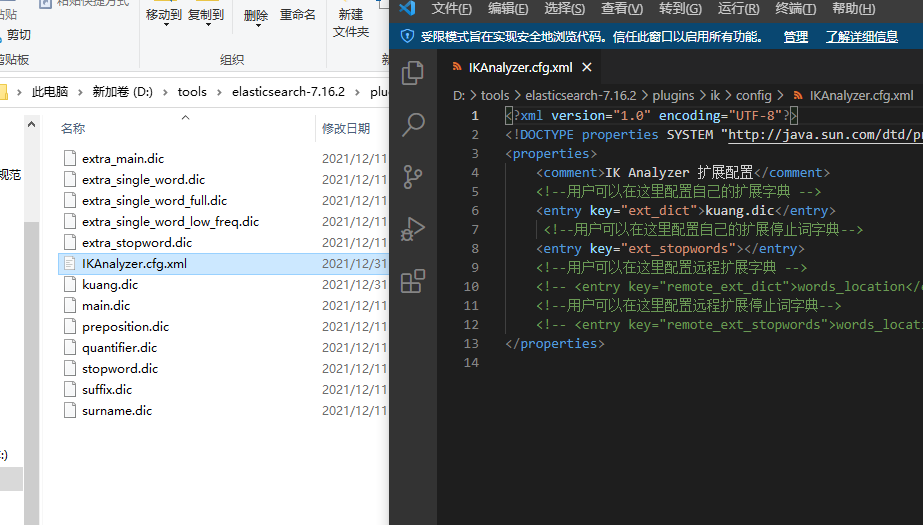 粘贴快捷方式
剪切
移动到 复制到 删除 重命名 新建
文件夹
剪贴板 组织
此电脑 > 新加卷 (D:) > tools > elasticsearch-7.16.2 >
名称 修改日期
规范
extra_main.dic 2021/12/11
extra_single_word.dic 2021/12/11
extra_single_word_full.dic 2021/12/11
extra_single_word_low_freq.dic 2021/12/11
extra_stopword.dic 2021/12/11
IKAnalyzer.cfg.xml 2021/12/31
kuang.dic 2021/12/31
main.dic 2021/12/11
preposition.dic 2021/12/11
quantifier.dic 2021/12/11
stopword.dic 2021/12/11
suffix.dic 2021/12/11
surname.dic 2021/12/11
:)
文件(F) 编辑(E) 选择(S) 查看(V) 转到(G) 运行(R) 终端(T) 帮助(H)
受限模式旨在实现安全地浏览代码。信任此窗口以启用所有功能。 管理 了解详细信息
IKAnalyzer.cfg.xml ×
D: > tools > elasticsearch-7.16.2 > plugins > ik > config > IKAnalyzer.cfg.xml
1 <?xml version="1.0" encoding="UTF-8"?>
2 <!DOCTYPE properties SYSTEM "http://java.sun.com/dtd/pr
3 <properties>
4 <comment>IK Analyzer 扩展配置</comment>
5 <!--用户可以在这里配置自己的扩展字典 -->
6 <entry key="ext_dict">kuang.dic</entry>
7 <!--用户可以在这里配置自己的扩展停止词字典-->
8 <entry key="ext_stopwords"></entry>
9 <!--用户可以在这里配置远程扩展字典 -->
10 <!-- <entry key="remote_ext_dict">words_location</
11 <!--用户可以在这里配置远程扩展停止词字典-->
12 <!-- <entry key="remote_ext_stopwords">words_locat
13 </properties>
14